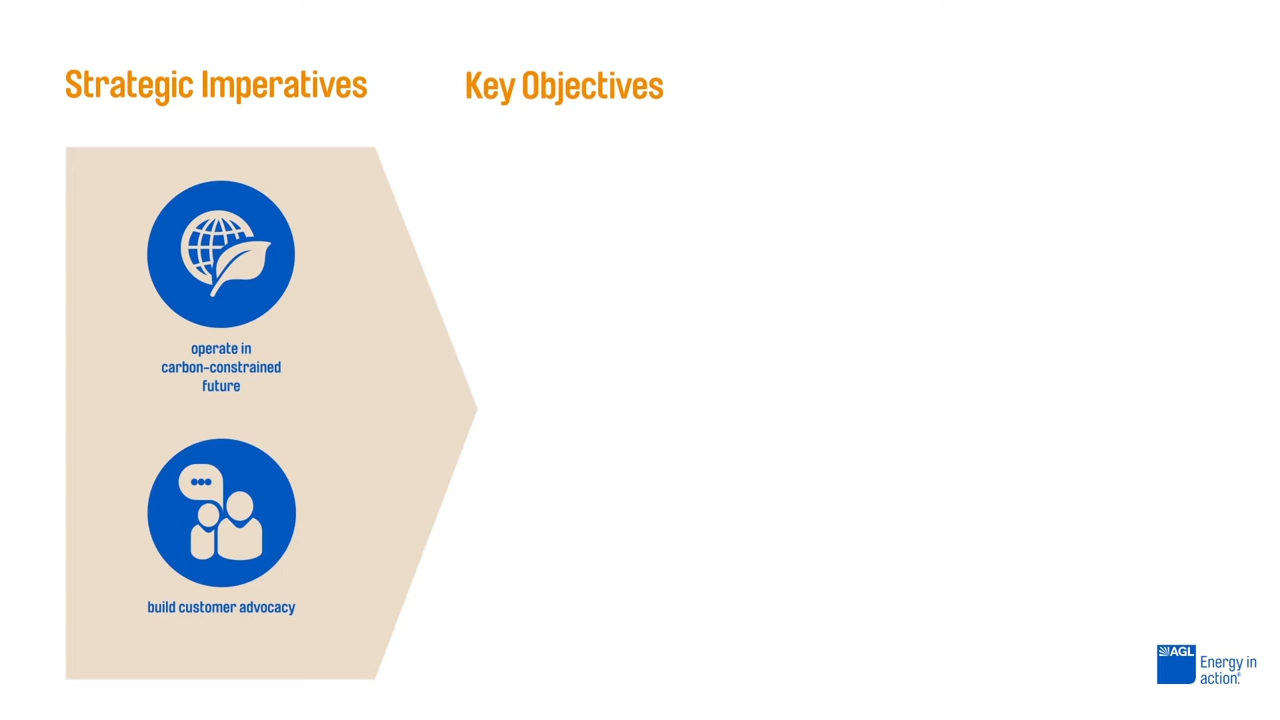 Strategic Imperatives
Key Objectives
operate in
carbon-constrained
future
build customer advocacy
AGL
Energy in
action.®